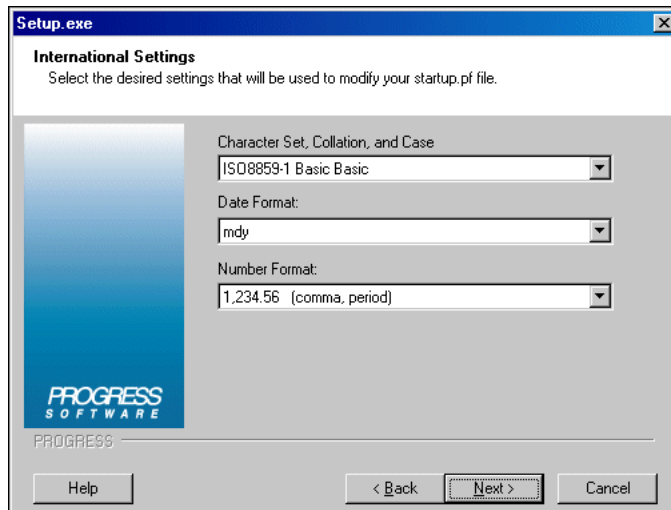 Setup.exe
International Settings
Select the desired settings that will be used to modify your startup.pf file.
Character Set, Collation, and Case
ISO8859-1 Basic Basic
Date Format:
mdy
Number Format:
1,234.56 (comma, period)
PROGRESS
SOFTWARE
PROGRESS
Help
< Back
Next >
Cancel